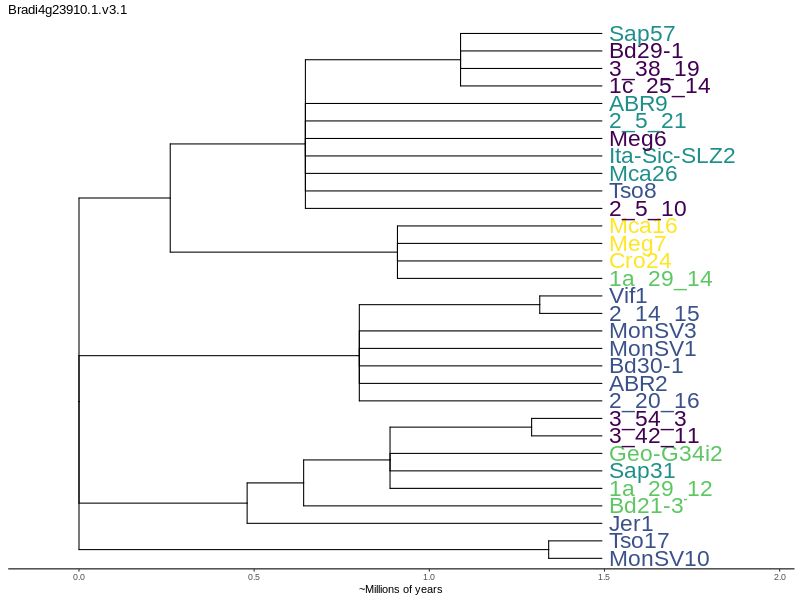 Bradi4g23910.1.v3.1
Sap57
Bd29-1
3_38_19
1c_25_14
ABR9
2_5_21
Meg6
Ita-Sic-SLZ2
Mca26
Tso8
2_5_10
Mca16
Meg7
Cro24
1a_29_14
Vif1
2_14_15
MonSV3
MonSV1
Bd30-1
ABR2
2_20_16
3_54_3
3_42_11
Geo-G34i2
Sap31
1a_29_12
Bd21-3
Jer1
Tso17
MonSV10
0.0 0.5 1.0 1.5 2.0
~Millions of years